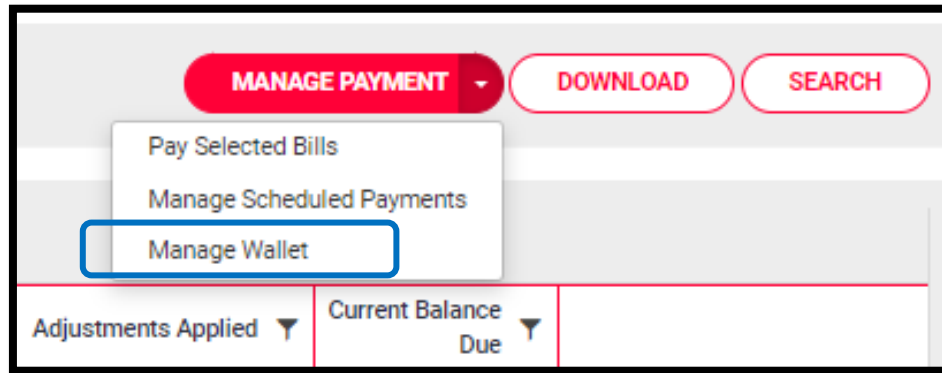 MANAGE PAYMENT
DOWNLOAD
SEARCH
Pay Selected Bills
Manage Scheduled Payments
Manage Wallet
Adjustments Applied
Current Balance
Due